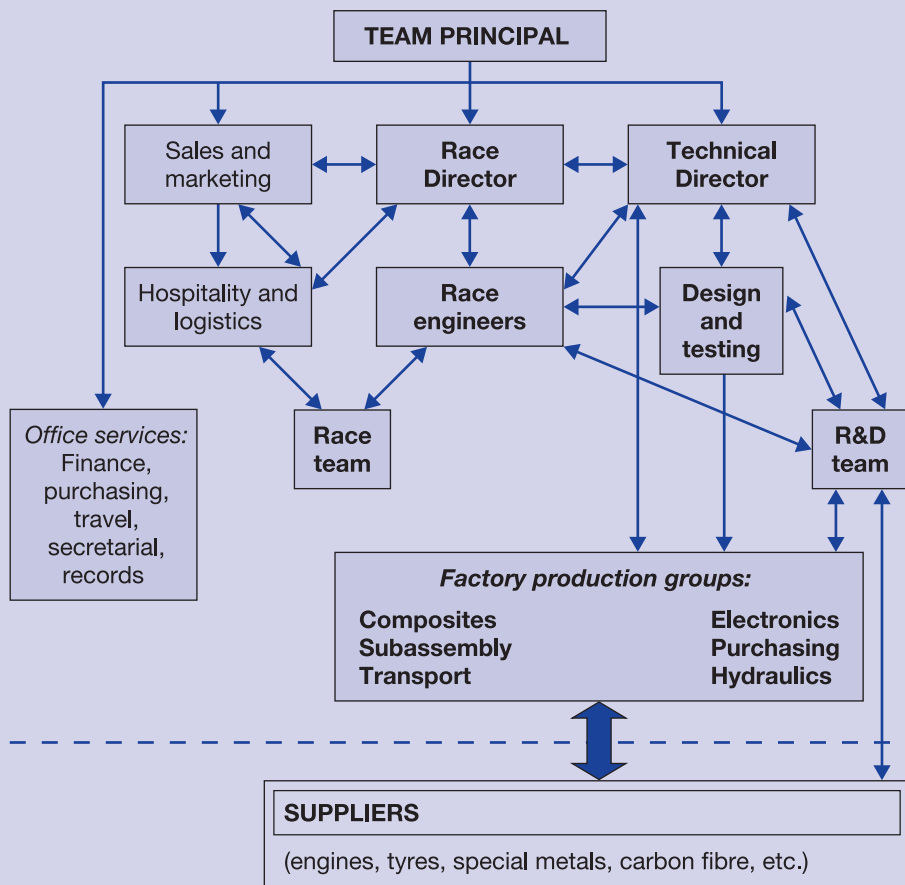 TEAM PRINCIPAL
Sales and
marketing
Race
Director
Technical
Director
Hospitality and
logistics
Race
engineers
Design
and
testing
Office services:
Finance,
purchasing,
travel,
secretarial,
records
Race
team
R&D
team
Factory production groups:
Composites
Subassembly
Transport
Electronics
Purchasing
Hydraulics
SUPPLIERS
(engines, tyres, special metals, carbon fibre, etc.)